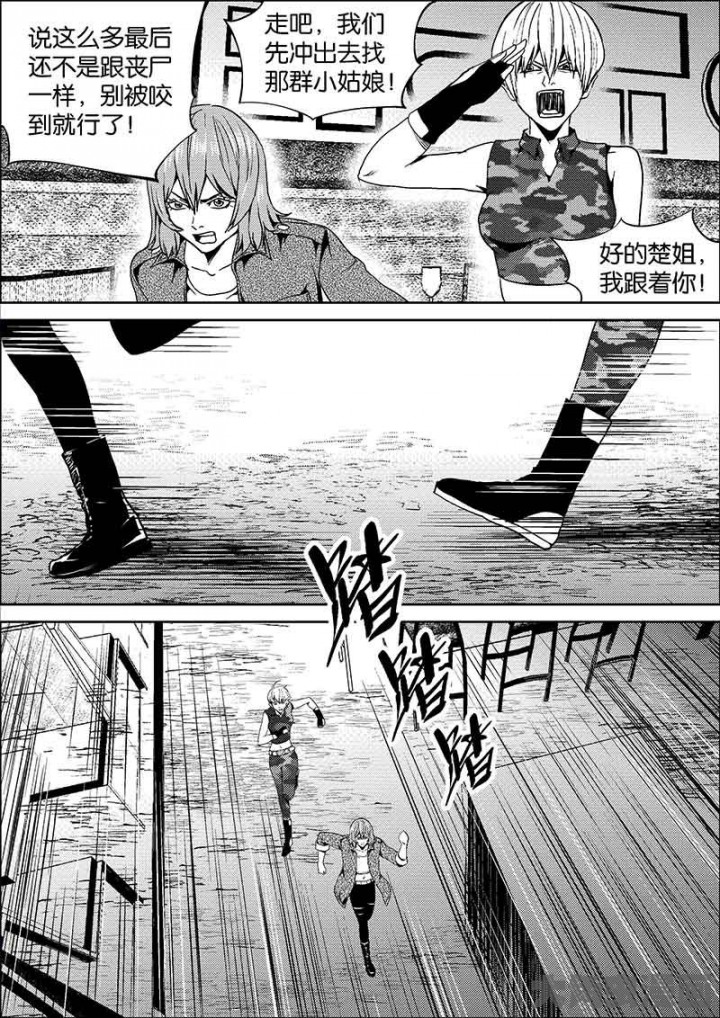 说这么多最后
还不是跟丧尸
一样，别被咬
到就行了！
走吧，我们
先冲出去找
那群小姑娘！
好的楚姐，
我跟着你！
踏
踏
踏